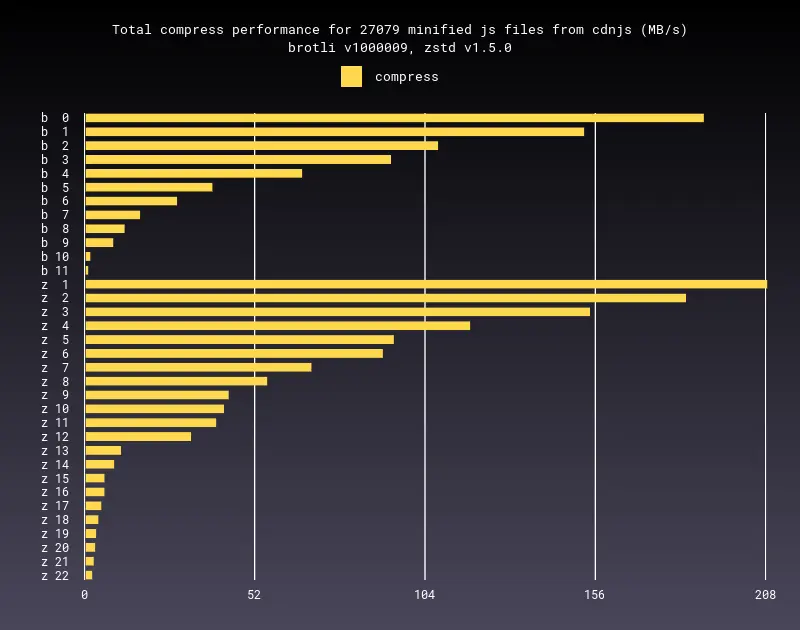 Total compress performance for 27079 minified js files from cdnjs (MB/s)
brotli v1000009, zstd v1.5.0
compress
b 0
b 1
b 2
b 3
b 4
b 5
b 6
b 7
b 8
b 9
b 10
b 11
z 1
z 2
z 3
z 4
z 5
z 6
z 7
z 8
z 9
z 10
z 11
z 12
z 13
z 14
z 15
z 16
z 17
z 18
z 19
z 20
z 21
z 22
0 52 104 156 208